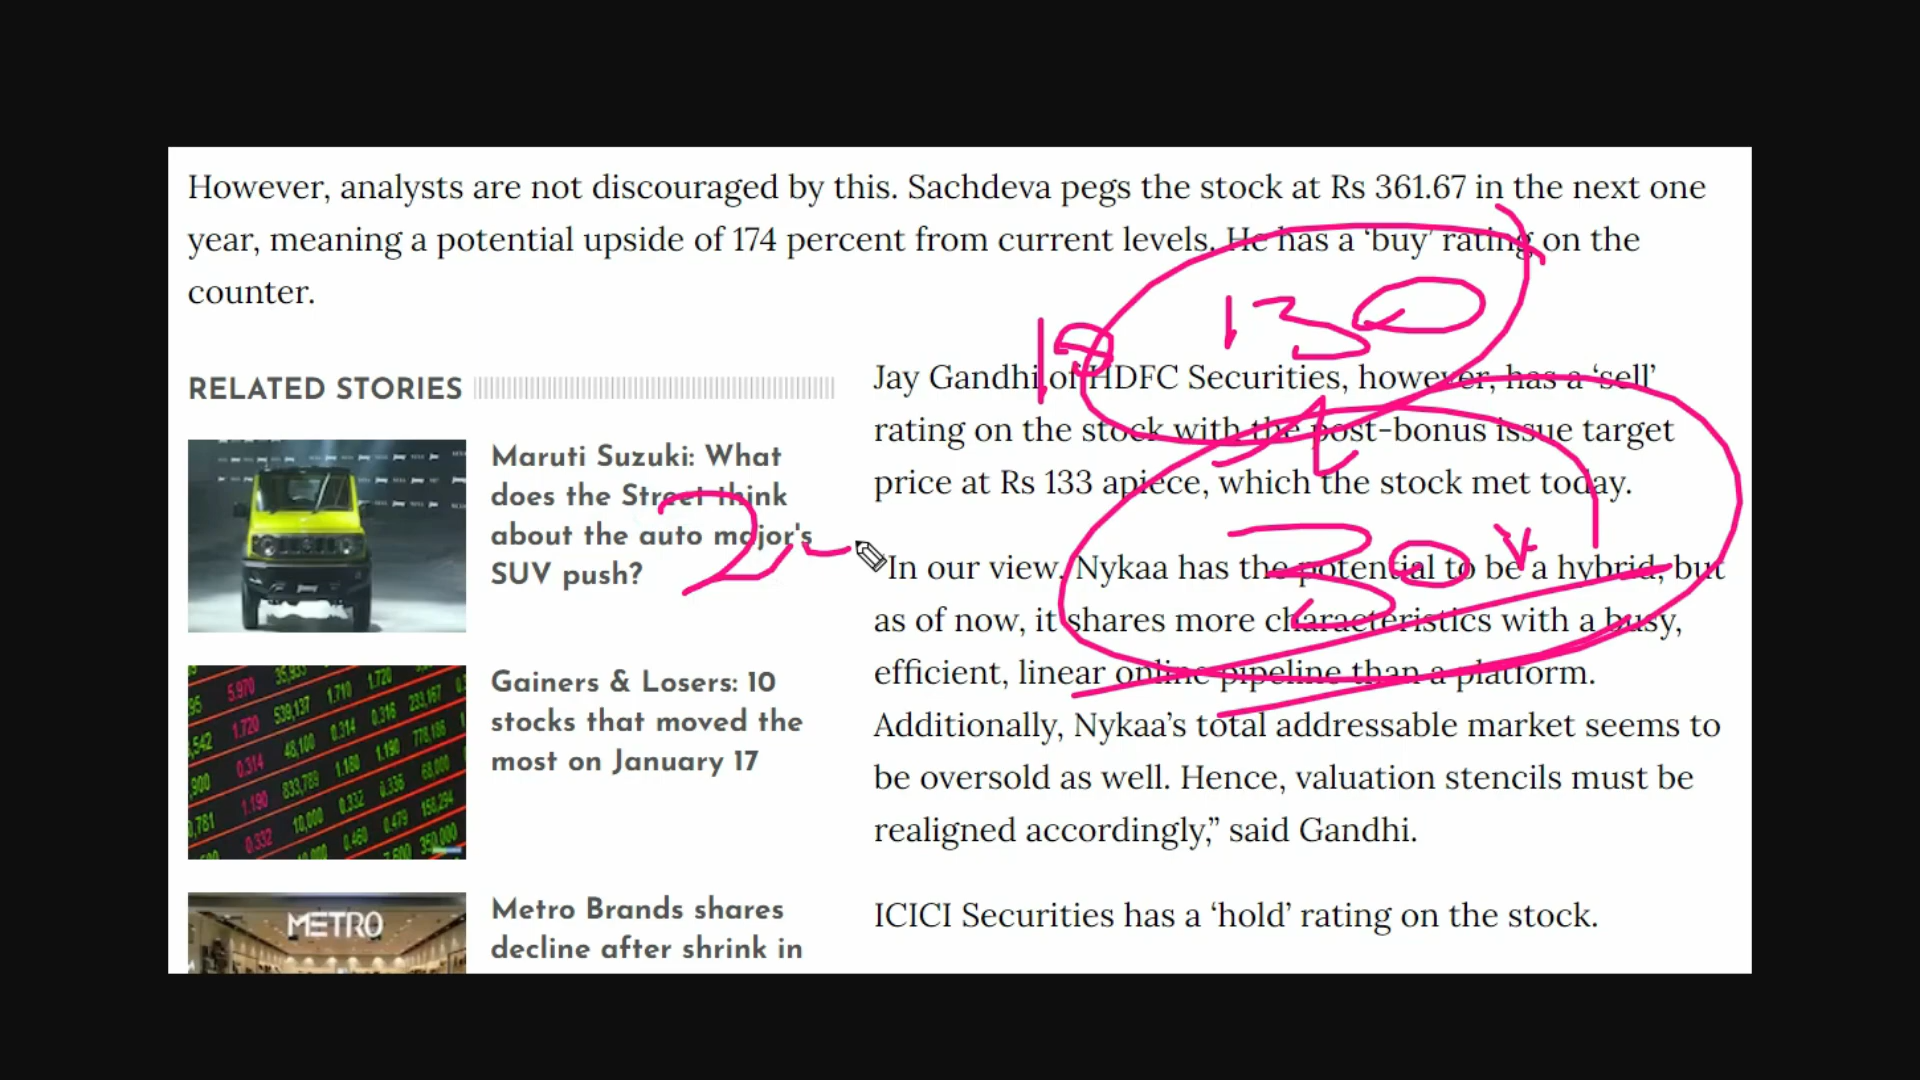 However, analysts are not discouraged by this. Sachdeva pegs the stock at Rs 361.67 in the next one
year, meaning a potential upside of 174 percent from current levels. He has a ‘buy’ rating on the
counter.
RELATED STORIES
Maruti Suzuki: What
does the Street think
about the auto major's
SUV push?
Gainers & Losers: 10
stocks that moved the
most on January 17
METRO
Metro Brands shares
decline after shrink in
Jay Gandhi of HDFC Securities, however, has a ‘sell’
rating on the stock with the post-bonus issue target
price at Rs 133 apiece, which the stock met today.
“In our view, Nykaa has the potential to be a hybrid, but
as of now, it shares more characteristics with a busy,
efficient, linear online pipeline than a platform.
Additionally, Nykaa’s total addressable market seems to
be oversold as well. Hence, valuation stencils must be
realigned accordingly,” said Gandhi.
ICICI Securities has a ‘hold’ rating on the stock.
130
30
2